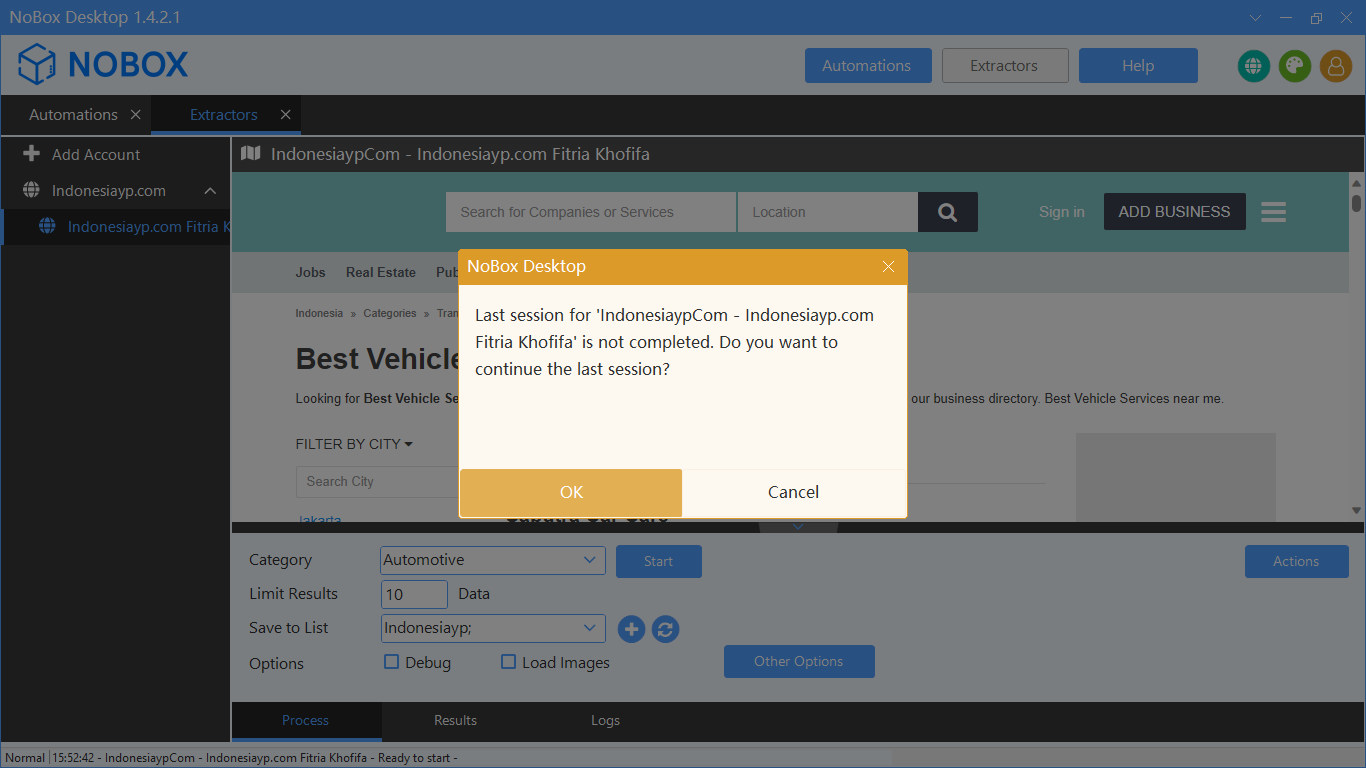 NoBox Desktop 1.4.2.1
NOBOX
Automations
Extractors
Help
Automations
Extractors
Add Account
IndonesiaypCom - Indonesiayp.com Fitria Khofifa
Indonesiayp.com
Indonesiayp.com Fitria K
Search for Companies or Services
Location
Sign in
ADD BUSINESS
Jobs
Real Estate
Indonesia » Categories »
Best
Looking for Best Vehicle
our business directory. Best Vehicle Services near me.
FILTER BY CITY
Search City
Jakarta
NoBox Desktop
Last session for 'IndonesiaypCom - Indonesiayp.com
Fitria Khofifa' is not completed. Do you want to
continue the last session?
OK
Cancel
Category
Automotive
Start
Actions
Limit Results
10
Data
Save to List
Indonesiayp;
Options
Debug
Load Images
Other Options
Process
Results
Logs
Normal
15:52:42 - IndonesiaypCom - Indonesiayp.com Fitria Khofifa - Ready to start -